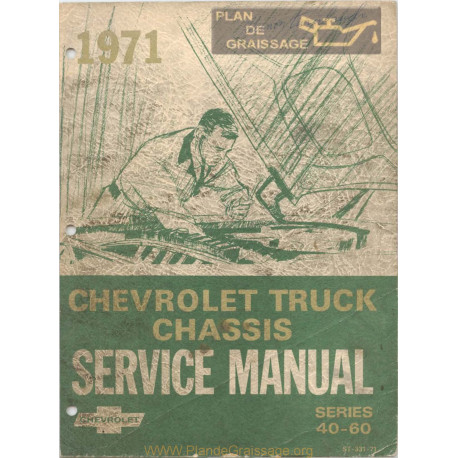 1971
PLAN
DE
GRAISSAGE
CHEVROLET TRUCK
CHASSIS
SERVICE MANUAL
CHEVROLET
SERIES
40-60
www.PlandeGraissage.org